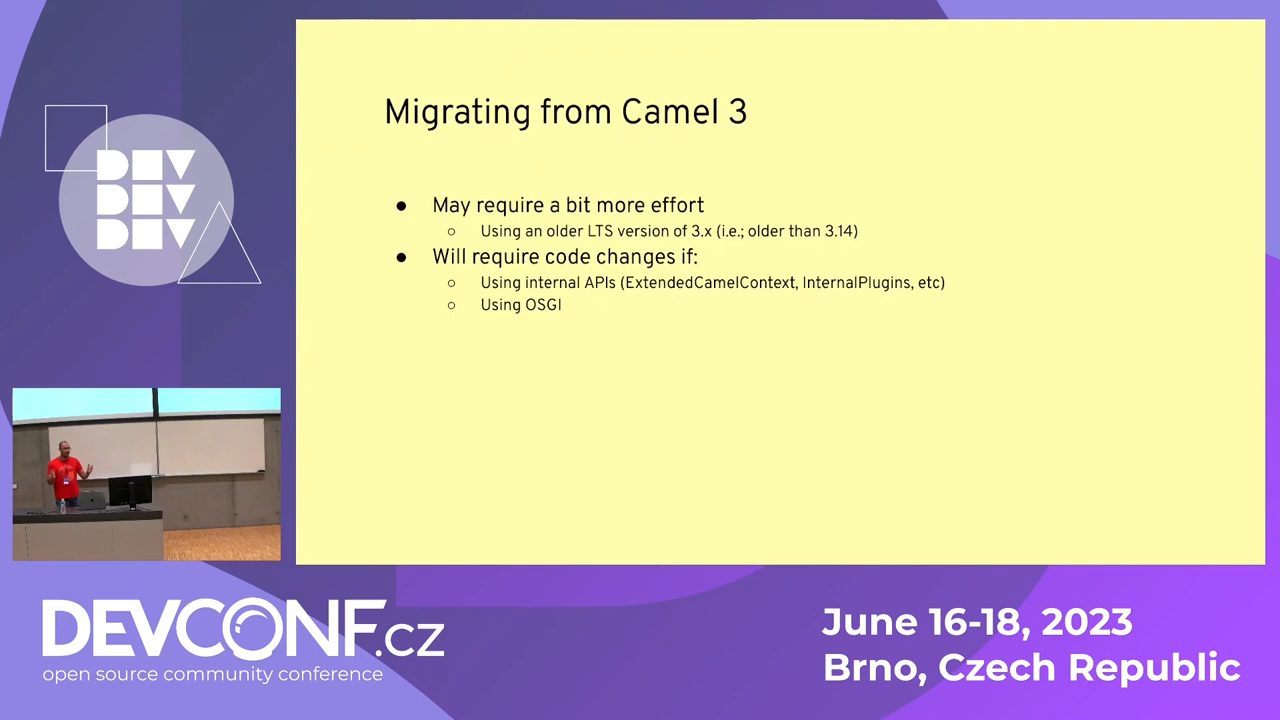 Migrating from Camel 3
● May require a bit more effort
○ Using an older LTS version of 3.x (i.e.; older than 3.14)
● Will require code changes if:
○ Using internal APIs (ExtendedCamelContext, InternalPlugins, etc)
○ Using OSGI
DEV
DEV
DEV
DEVCONF.cz
open source community conference
June 16-18, 2023
Brno, Czech Republic